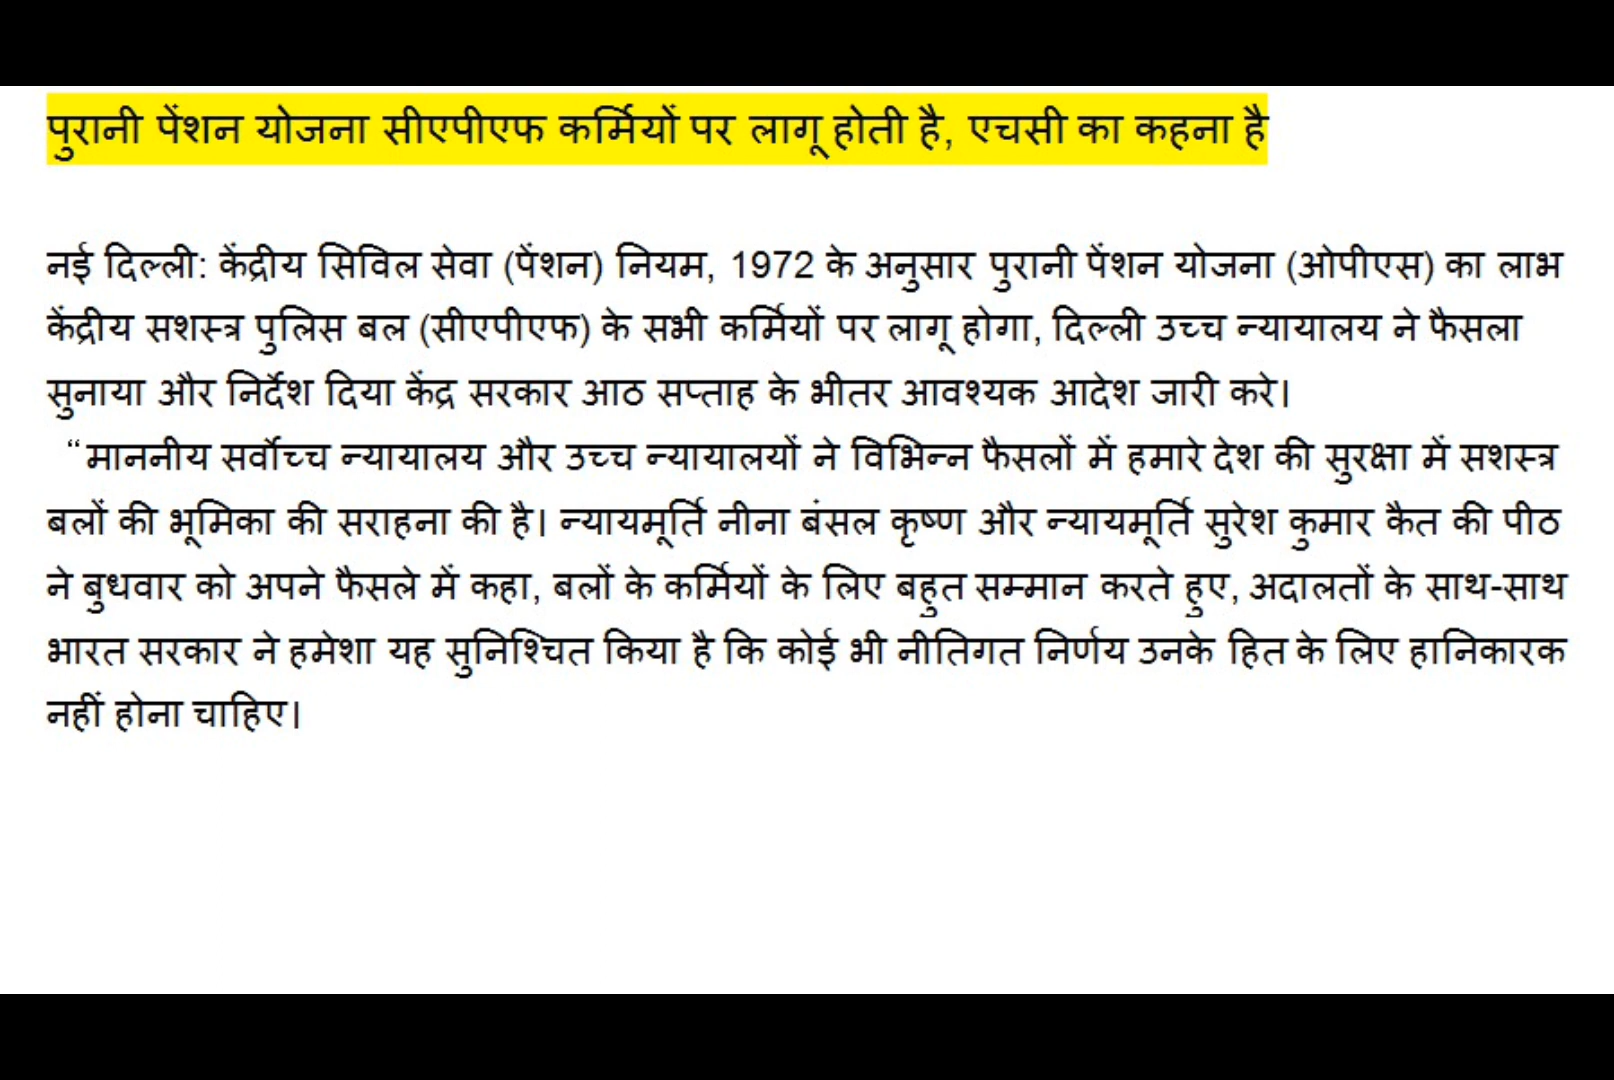 पुरानी पेंशन योजना सीएपीएफ कर्मियों पर लागू होती है, एचसी का कहना है
नई दिल्ली: केंद्रीय सिविल सेवा (पेंशन) नियम, 1972 के अनुसार पुरानी पेंशन योजना (ओपीएस) का लाभ
केंद्रीय सशस्त्र पुलिस बल (सीएपीएफ) के सभी कर्मियों पर लागू होगा, दिल्ली उच्च न्यायालय ने फैसला
सुनाया और निर्देश दिया केंद्र सरकार आठ सप्ताह के भीतर आवश्यक आदेश जारी करे।
“माननीय सर्वोच्च न्यायालय और उच्च न्यायालयों ने विभिन्न फैसलों में हमारे देश की सुरक्षा में सशस्त्र
बलों की भूमिका की सराहना की है। न्यायमूर्ति नीना बंसल कृष्ण और न्यायमूर्ति सुरेश कुमार कैत की पीठ
ने बुधवार को अपने फैसले में कहा, बलों के कर्मियों के लिए बहुत सम्मान करते हुए, अदालतों के साथ-साथ
भारत सरकार ने हमेशा यह सुनिश्चित किया है कि कोई भी नीतिगत निर्णय उनके हित के लिए हानिकारक
नहीं होना चाहिए।